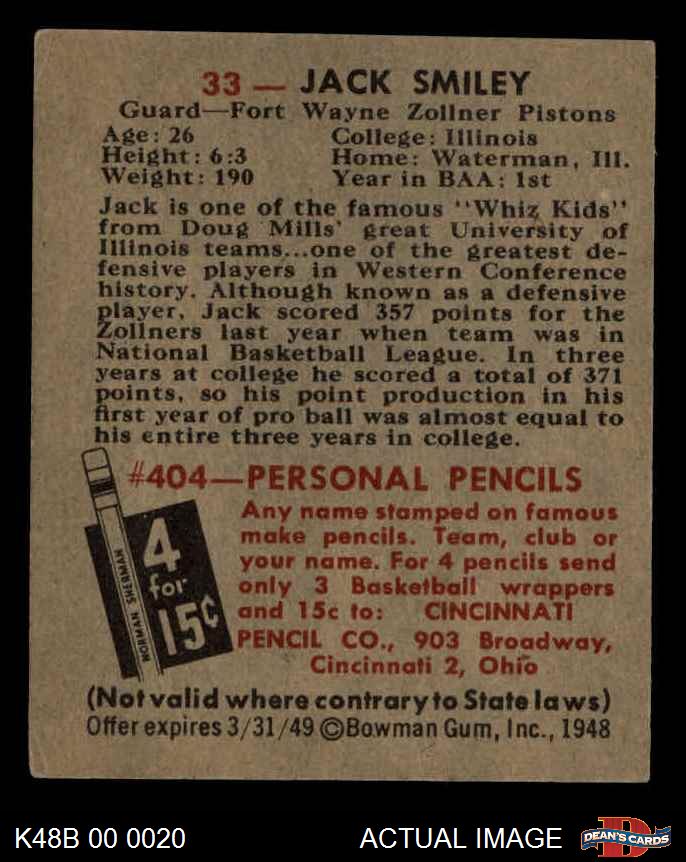 33 — JACK SMILEY
Guard—Fort Wayne Zollner Pistons
Age: 26 College: Illinois
Height: 6:3 Home: Waterman, Ill.
Weight: 190 Year in BAA: 1st
Jack is one of the famous "Whiz Kids"
from Doug Mills' great University of
Illinois teams...one of the greatest de-
fensive players in Western Conference
history. Although known as a defensive
player, Jack scored 357 points for the
Zollners last year when team was in
National Basketball League. In three
years at college he scored a total of 371
points, so his point production in his
first year of pro ball was almost equal to
his entire three years in college.
#404—PERSONAL PENCILS
NORMAN SHERMAN
4
for
15¢
Any name stamped on famous
make pencils. Team, club or
your name. For 4 pencils send
only 3 Basketball wrappers
and 15c to: CINCINNATI
PENCIL CO., 903 Broadway,
Cincinnati 2, Ohio
(Not valid where contrary to State laws)
Offer expires 3/31/49 ©Bowman Gum, Inc., 1948
K48B 00 0020 ACTUAL IMAGE
D
DEAN'S CARDS